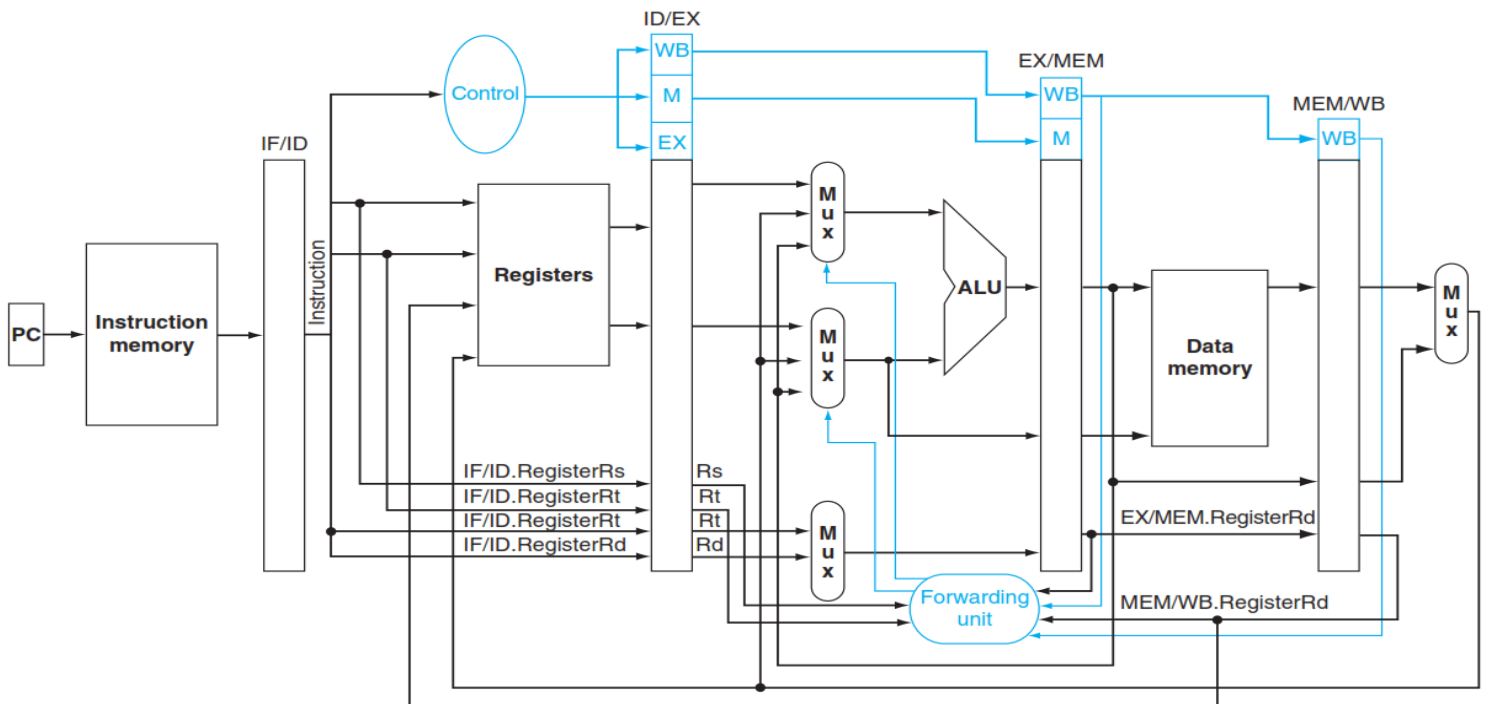 ID/EX
WB
EX/MEM
Control
M
WB
MEM/WB
IF/ID
EX
M
WB
M
u
x
Instruction
Registers
ALU
M
u
x
PC
Instruction
memory
M
u
x
Data
memory
IF/ID.RegisterRs
Rs
IF/ID.RegisterRt
Rt
IF/ID.RegisterRt
Rt
EX/MEM.RegisterRd
IF/ID.RegisterRd
Rd
M
u
x
Forwarding
unit
MEM/WB.RegisterRd